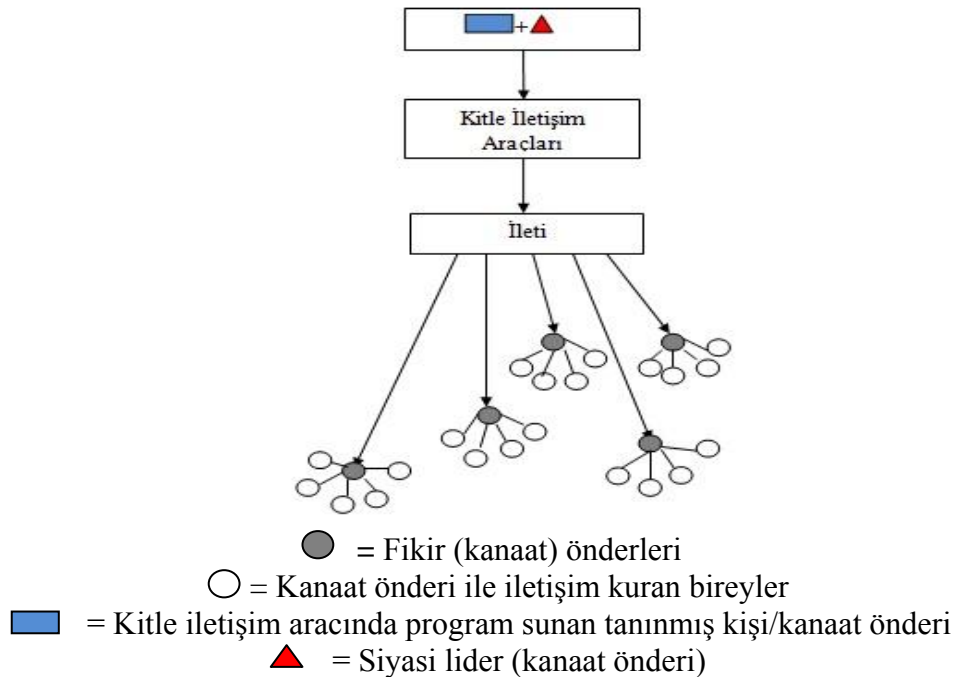 +
Kitle İletişim
Araçları
İleti
= Fikir (kanaat) önderleri
= Kanaat önderi ile iletişim kuran bireyler
= Kitle iletişim aracında program sunan tanınmış kişi/kanaat önderi
= Siyasi lider (kanaat önderi)